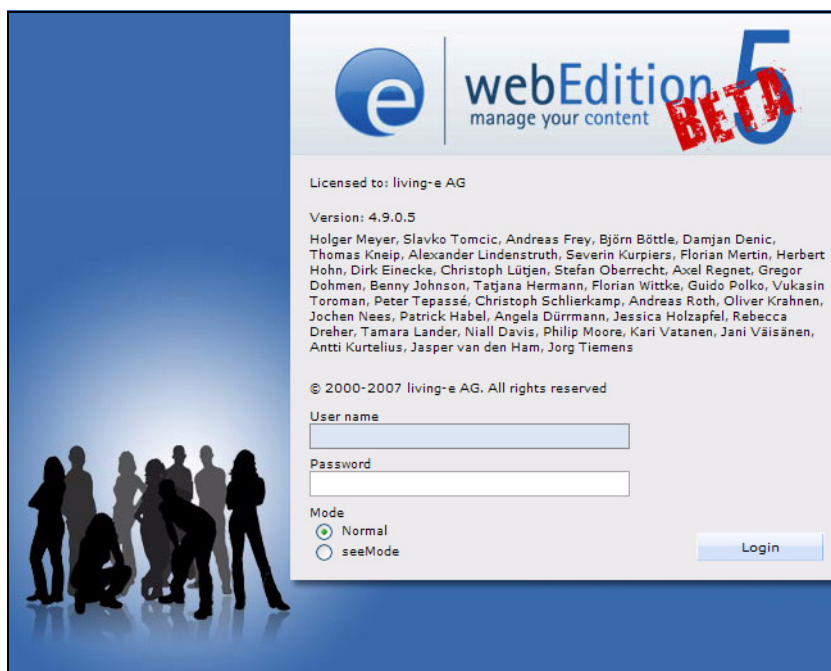 e
webEdition 5
manage your content
BETA
Licensed to: living-e AG
Version: 4.9.0.5
Holger Meyer, Slavko Tomcic, Andreas Frey, Björn Böttle, Damjan Denic,
Thomas Kneip, Alexander Lindenstruth, Severin Kurpiers, Florian Mertin, Herbert
Hohn, Dirk Einecke, Christoph Lütjen, Stefan Oberrecht, Axel Regnet, Gregor
Dohmen, Benny Johnson, Tatjana Hermann, Florian Wittke, Guido Polko, Vukasin
Toroman, Peter Tepassé, Christoph Schlierkamp, Andreas Roth, Oliver Krahnen,
Jochen Nees, Patrick Habel, Angela Dürrmann, Jessica Holzapfel, Rebecca
Dreher, Tamara Lander, Niall Davis, Philip Moore, Kari Vatanen, Jani Väisänen,
Antti Kurtelius, Jasper van den Ham, Jorg Tiemens
© 2000-2007 living-e AG. All rights reserved
User name
Password
Mode
Normal
seeMode
Login